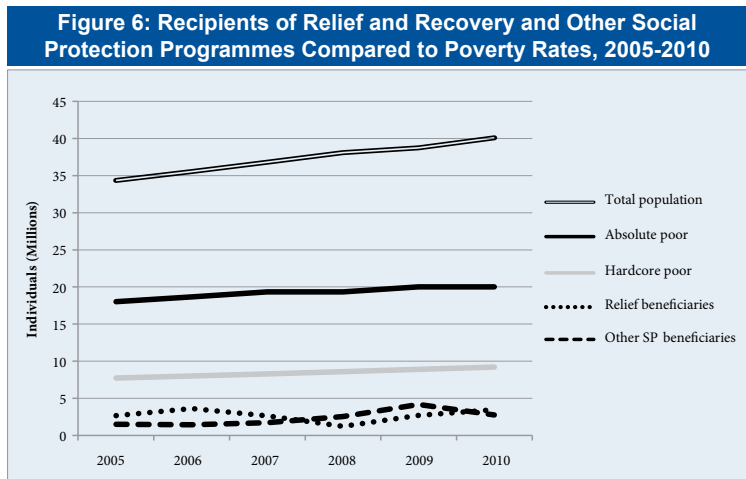 Figure 6: Recipients of Relief and Recovery and Other Social
Protection Programmes Compared to Poverty Rates, 2005-2010
45
40
35
30
25
20
15
10
5
0
Individuals (Millions)
2005 2006 2007 2008 2009 2010
Total population
Absolute poor
Hardcore poor
Relief beneficiaries
Other SP beneficiaries